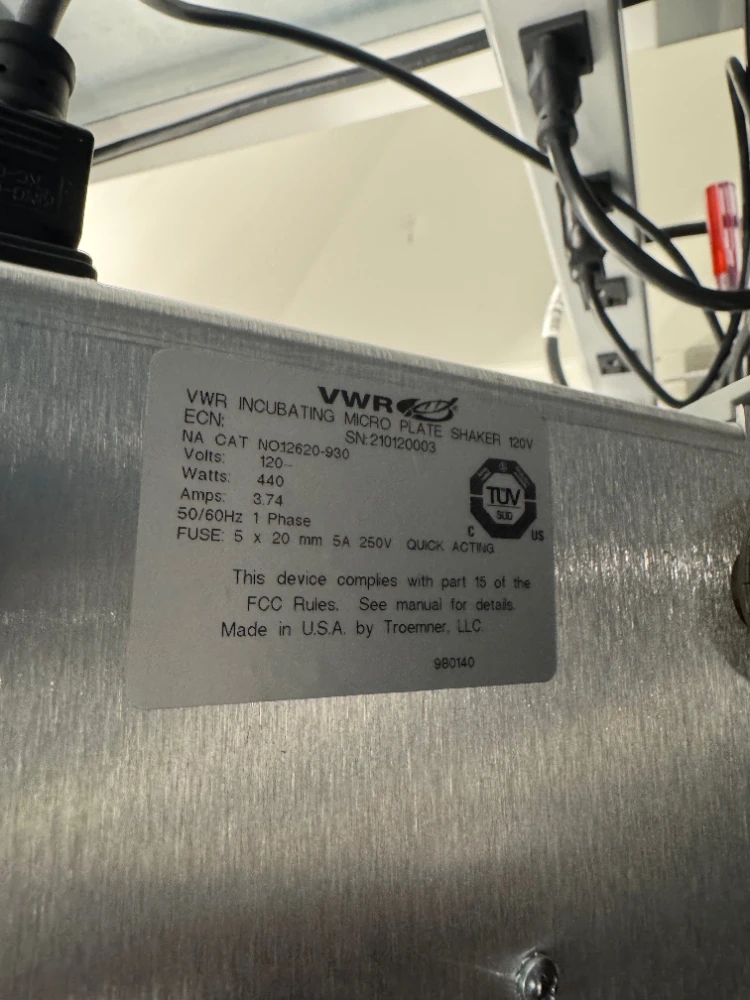 VWR
VWR INCUBATING MICRO PLATE SHAKER 120V
ECN: SN:210120003
NA CAT NO12620-930
Volts: 120~
Watts: 440
Amps: 3.74
50/60Hz 1 Phase
FUSE: 5 x 20 mm 5A 250V QUICK ACTING
TÜV
SÜD
C US
This device complies with part 15 of the
FCC Rules. See manual for details.
Made in U.S.A. by Troemner, LLC
980140